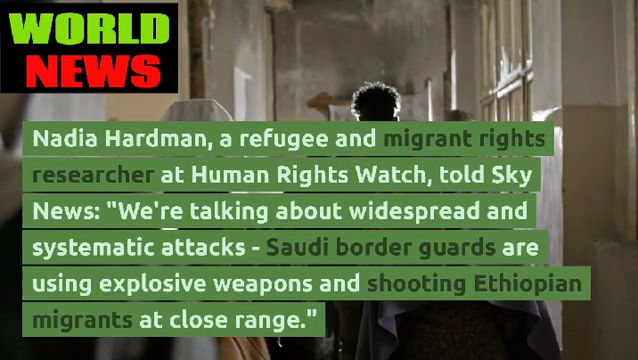 WORLD
NEWS
Nadia Hardman, a refugee and migrant rights
researcher at Human Rights Watch, told Sky
News: "We're talking about widespread and
systematic attacks - Saudi border guards are
using explosive weapons and shooting Ethiopian
migrants at close range."